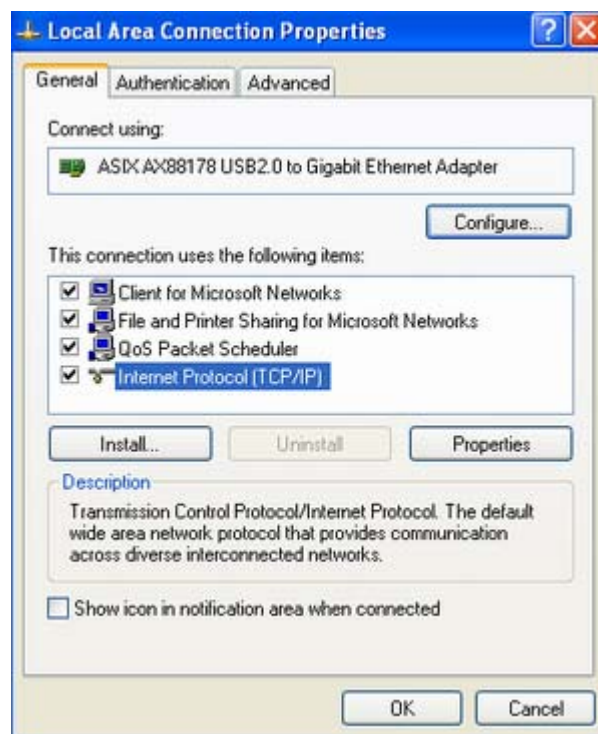 Local Area Connection Properties
General Authentication Advanced
Connect using:
ASIX AX88178 USB2.0 to Gigabit Ethernet Adapter
Configure...
This connection uses the following items:
Client for Microsoft Networks
File and Printer Sharing for Microsoft Networks
QoS Packet Scheduler
Internet Protocol (TCP/IP)
Install... Uninstall Properties
Description
Transmission Control Protocol/Internet Protocol. The default
wide area network protocol that provides communication
across diverse interconnected networks.
Show icon in notification area when connected
OK Cancel